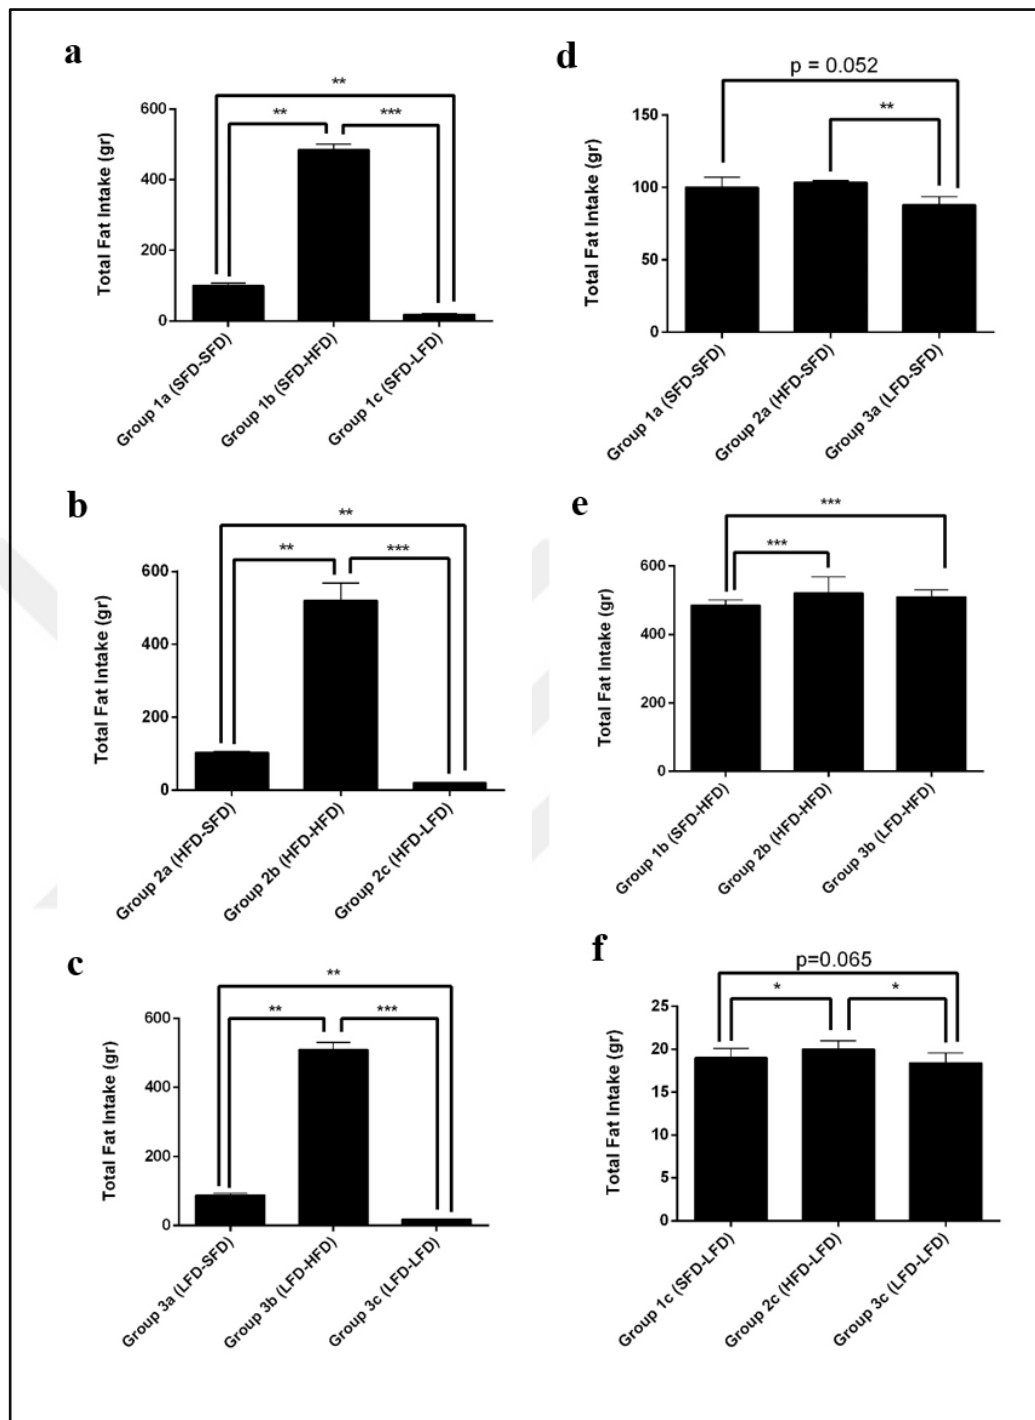 a
**
**
***
Total Fat Intake (gr)
600
400
200
0
Group 1a (SFD-SFD)
Group 1b (SFD-HFD)
Group 1c (SFD-LFD)
b
**
**
***
Total Fat Intake (gr)
600
400
200
0
Group 2a (HFD-SFD)
Group 2b (HFD-HFD)
Group 2c (HFD-LFD)
c
**
**
***
Total Fat Intake (gr)
600
400
200
0
Group 3a (LFD-SFD)
Group 3b (LFD-HFD)
Group 3c (LFD-LFD)
d
p = 0.052
**
Total Fat Intake (gr)
150
100
50
0
Group 1a (SFD-SFD)
Group 2a (HFD-SFD)
Group 3a (LFD-SFD)
e
***
***
Total Fat Intake (gr)
600
400
200
0
Group 1b (SFD-HFD)
Group 2b (HFD-HFD)
Group 3b (LFD-HFD)
f
p=0.065
*
*
Total Fat Intake (gr)
25
20
15
10
5
0
Group 1c (SFD-LFD)
Group 2c (HFD-LFD)
Group 3c (LFD-LFD)